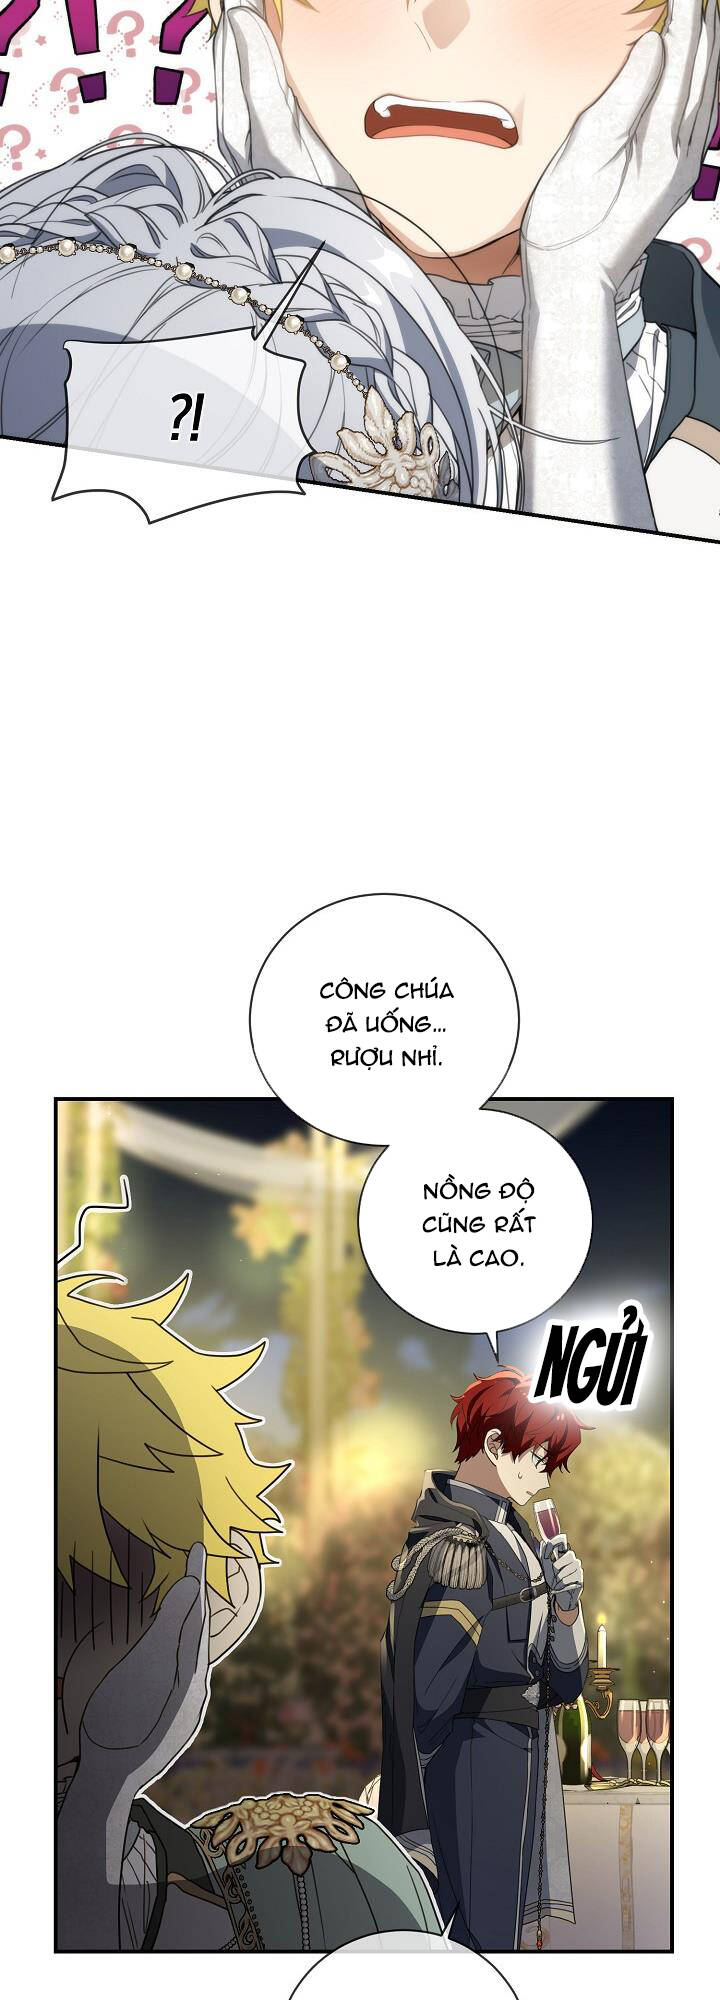 ?!?!
?!
CÔNG CHÚA
ĐÃ UỐNG...
RƯỢU NHỈ.
NỒNG ĐỘ
CŨNG RẤT
LÀ CAO.
NGỬI